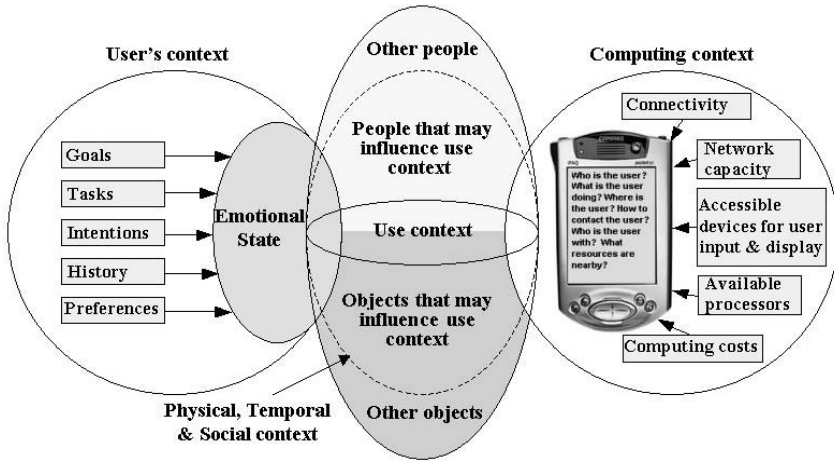 User's context
Goals
Tasks
Intentions
History
Preferences
Emotional
State
Other people
People that may
influence use
context
Use context
Objects that may
influence use
context
Other objects
Physical, Temporal
& Social context
Computing context
COMPAQ
iPAQ
Who is the user?
What is the user
doing? Where is
the user? How to
contact the user?
Who is the user
with? What
resources are
nearby?
Connectivity
Network
capacity
Accessible
devices for user
input & display
Available
processors
Computing costs